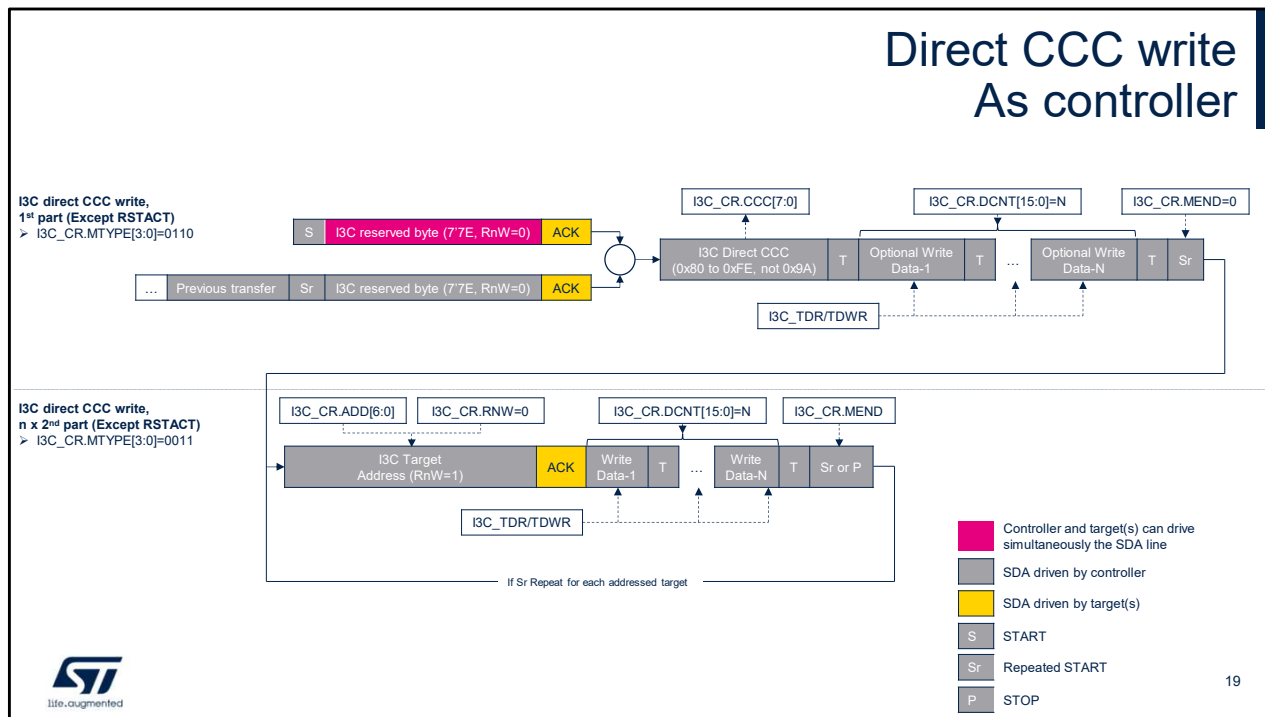 Direct CCC write
As controller
I3C direct CCC write,
1st part (Except RSTACT)
➢ I3C_CR.MTYPE[3:0]=0110
I3C_CR.CCC[7:0]
I3C_CR.DCNT[15:0]=N
I3C_CR.MEND=0
S
I3C reserved byte (7'7E, RnW=0)
ACK
I3C Direct CCC
(0x80 to 0xFE, not 0x9A)
T
Optional Write
Data-1
T
...
Optional Write
Data-N
T
Sr
...
Previous transfer
Sr
I3C reserved byte (7'7E, RnW=0)
ACK
I3C_TDR/TDWR
I3C direct CCC write,
n x 2nd part (Except RSTACT)
➢ I3C_CR.MTYPE[3:0]=0011
I3C_CR.ADD[6:0]
I3C_CR.RNW=0
I3C_CR.DCNT[15:0]=N
I3C_CR.MEND
I3C Target
Address (RnW=1)
ACK
Write
Data-1
T
...
Write
Data-N
T
Sr or P
I3C_TDR/TDWR
If Sr Repeat for each addressed target
Controller and target(s) can drive
simultaneously the SDA line
SDA driven by controller
SDA driven by target(s)
S
START
Sr
Repeated START
P
STOP
ST
life.augmented
19